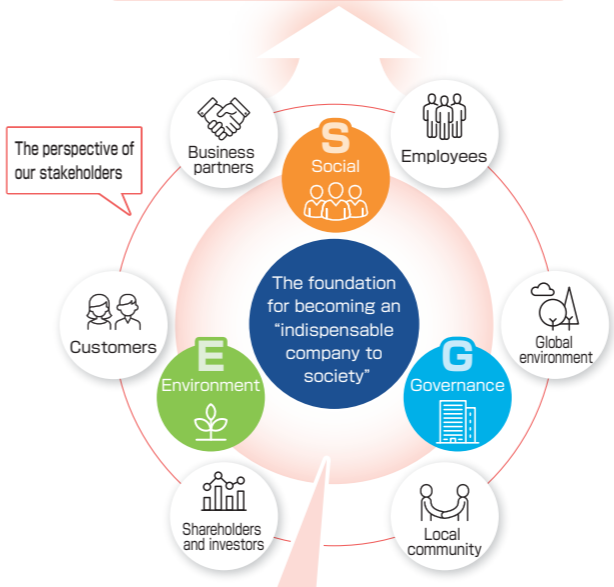 The perspective of
our stakeholders
Business
partners
S
Social
Employees
Customers
The foundation
for becoming an
“indispensable
company to
society”
Global
environment
E
Environment
G
Governance
Shareholders
and investors
Local
community